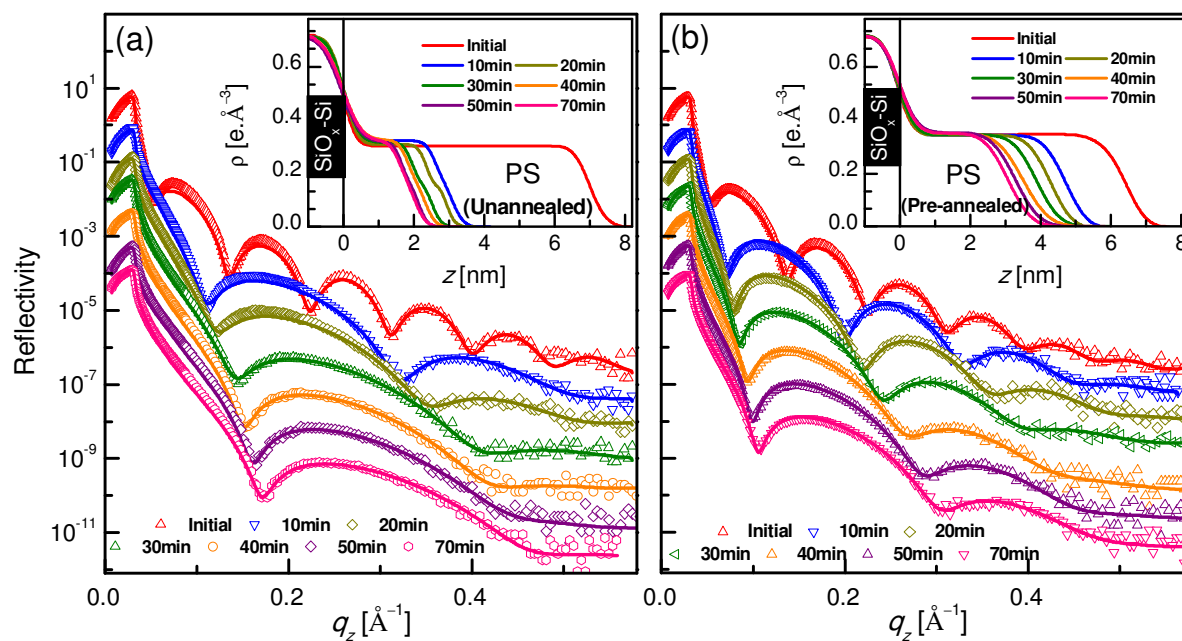 (a)
Initial
10min 20min
30min 40min
50min 70min
ρ [e.Å⁻³]
0.6
0.4
0.2
0.0
SiOₓ-Si
PS
(Unannealed)
0 2 4 6 8
z [nm]
Reflectivity
10¹
10⁻¹
10⁻³
10⁻⁵
10⁻⁷
10⁻⁹
10⁻¹¹
Initial 10min 20min
30min 40min 50min 70min
0.0 0.2 0.4
q_z [Å⁻¹]
(b)
Initial
10min 20min
30min 40min
50min 70min
ρ [e.Å⁻³]
0.6
0.4
0.2
0.0
SiOₓ-Si
PS
(Pre-annealed)
0 2 4 6 8
z [nm]
Initial 10min 20min
30min 40min 50min 70min
0.0 0.2 0.4
q_z [Å⁻¹]